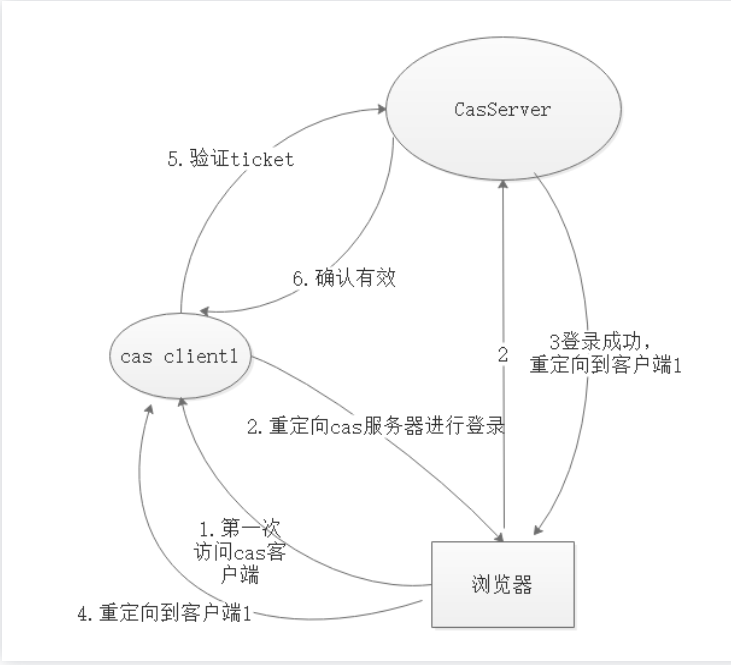 CasServer
5.验证ticket
6.确认有效
cas client1
2
3登录成功，
重定向到客户端1
2.重定向cas服务器进行登录
1.第一次
访问cas客
户端
浏览器
4.重定向到客户端1